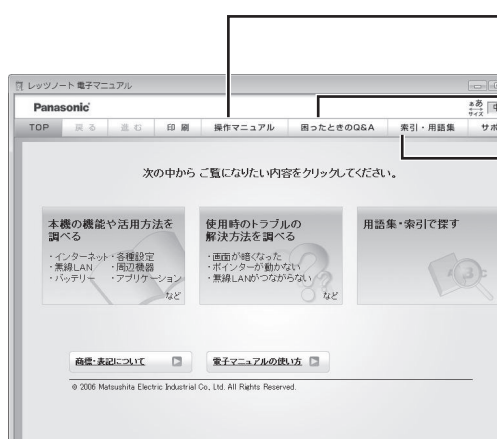 レッツノート 電子マニュアル
Panasonic
TOP 戻る 進む 印刷 操作マニュアル 困ったときのQ&A 索引・用語集 サポ
次の中から ご覧になりたい内容をクリックしてください。
本機の機能や活用方法を
調べる
・インターネット・各種設定
・無線LAN ・周辺機器
・バッテリー ・アプリケーション
など
使用時のトラブルの
解決方法を調べる
・画面が暗くなった
・ポインターが動かない
・無線LANがつながらない
など
用語集・索引で探す
商標・表記について
電子マニュアルの使い方
© 2006 Matsushita Electric Industrial Co., Ltd. All Rights Reserved.